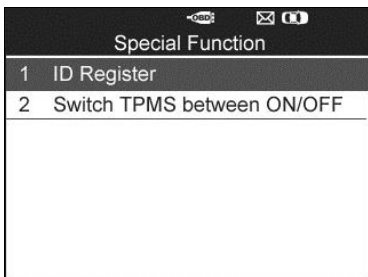 OBD
Special Function
1 ID Register
2 Switch TPMS between ON/OFF